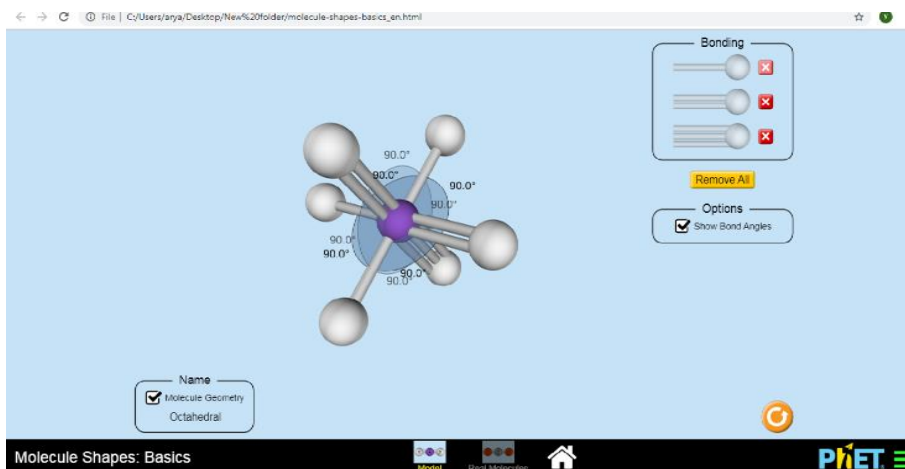 File | C:/Users/arya/Desktop/New%20folder/molecule-shapes-basics_en.html
V
Bonding
90.0°
90.0°
90.0°
90.0°
90.0°
90.0°
90.0°
90.0°
Remove All
Options
Show Bond Angles
Name
Molecule Geometry
Octahedral
Molecule Shapes: Basics
Model
Real Molecules
PhET